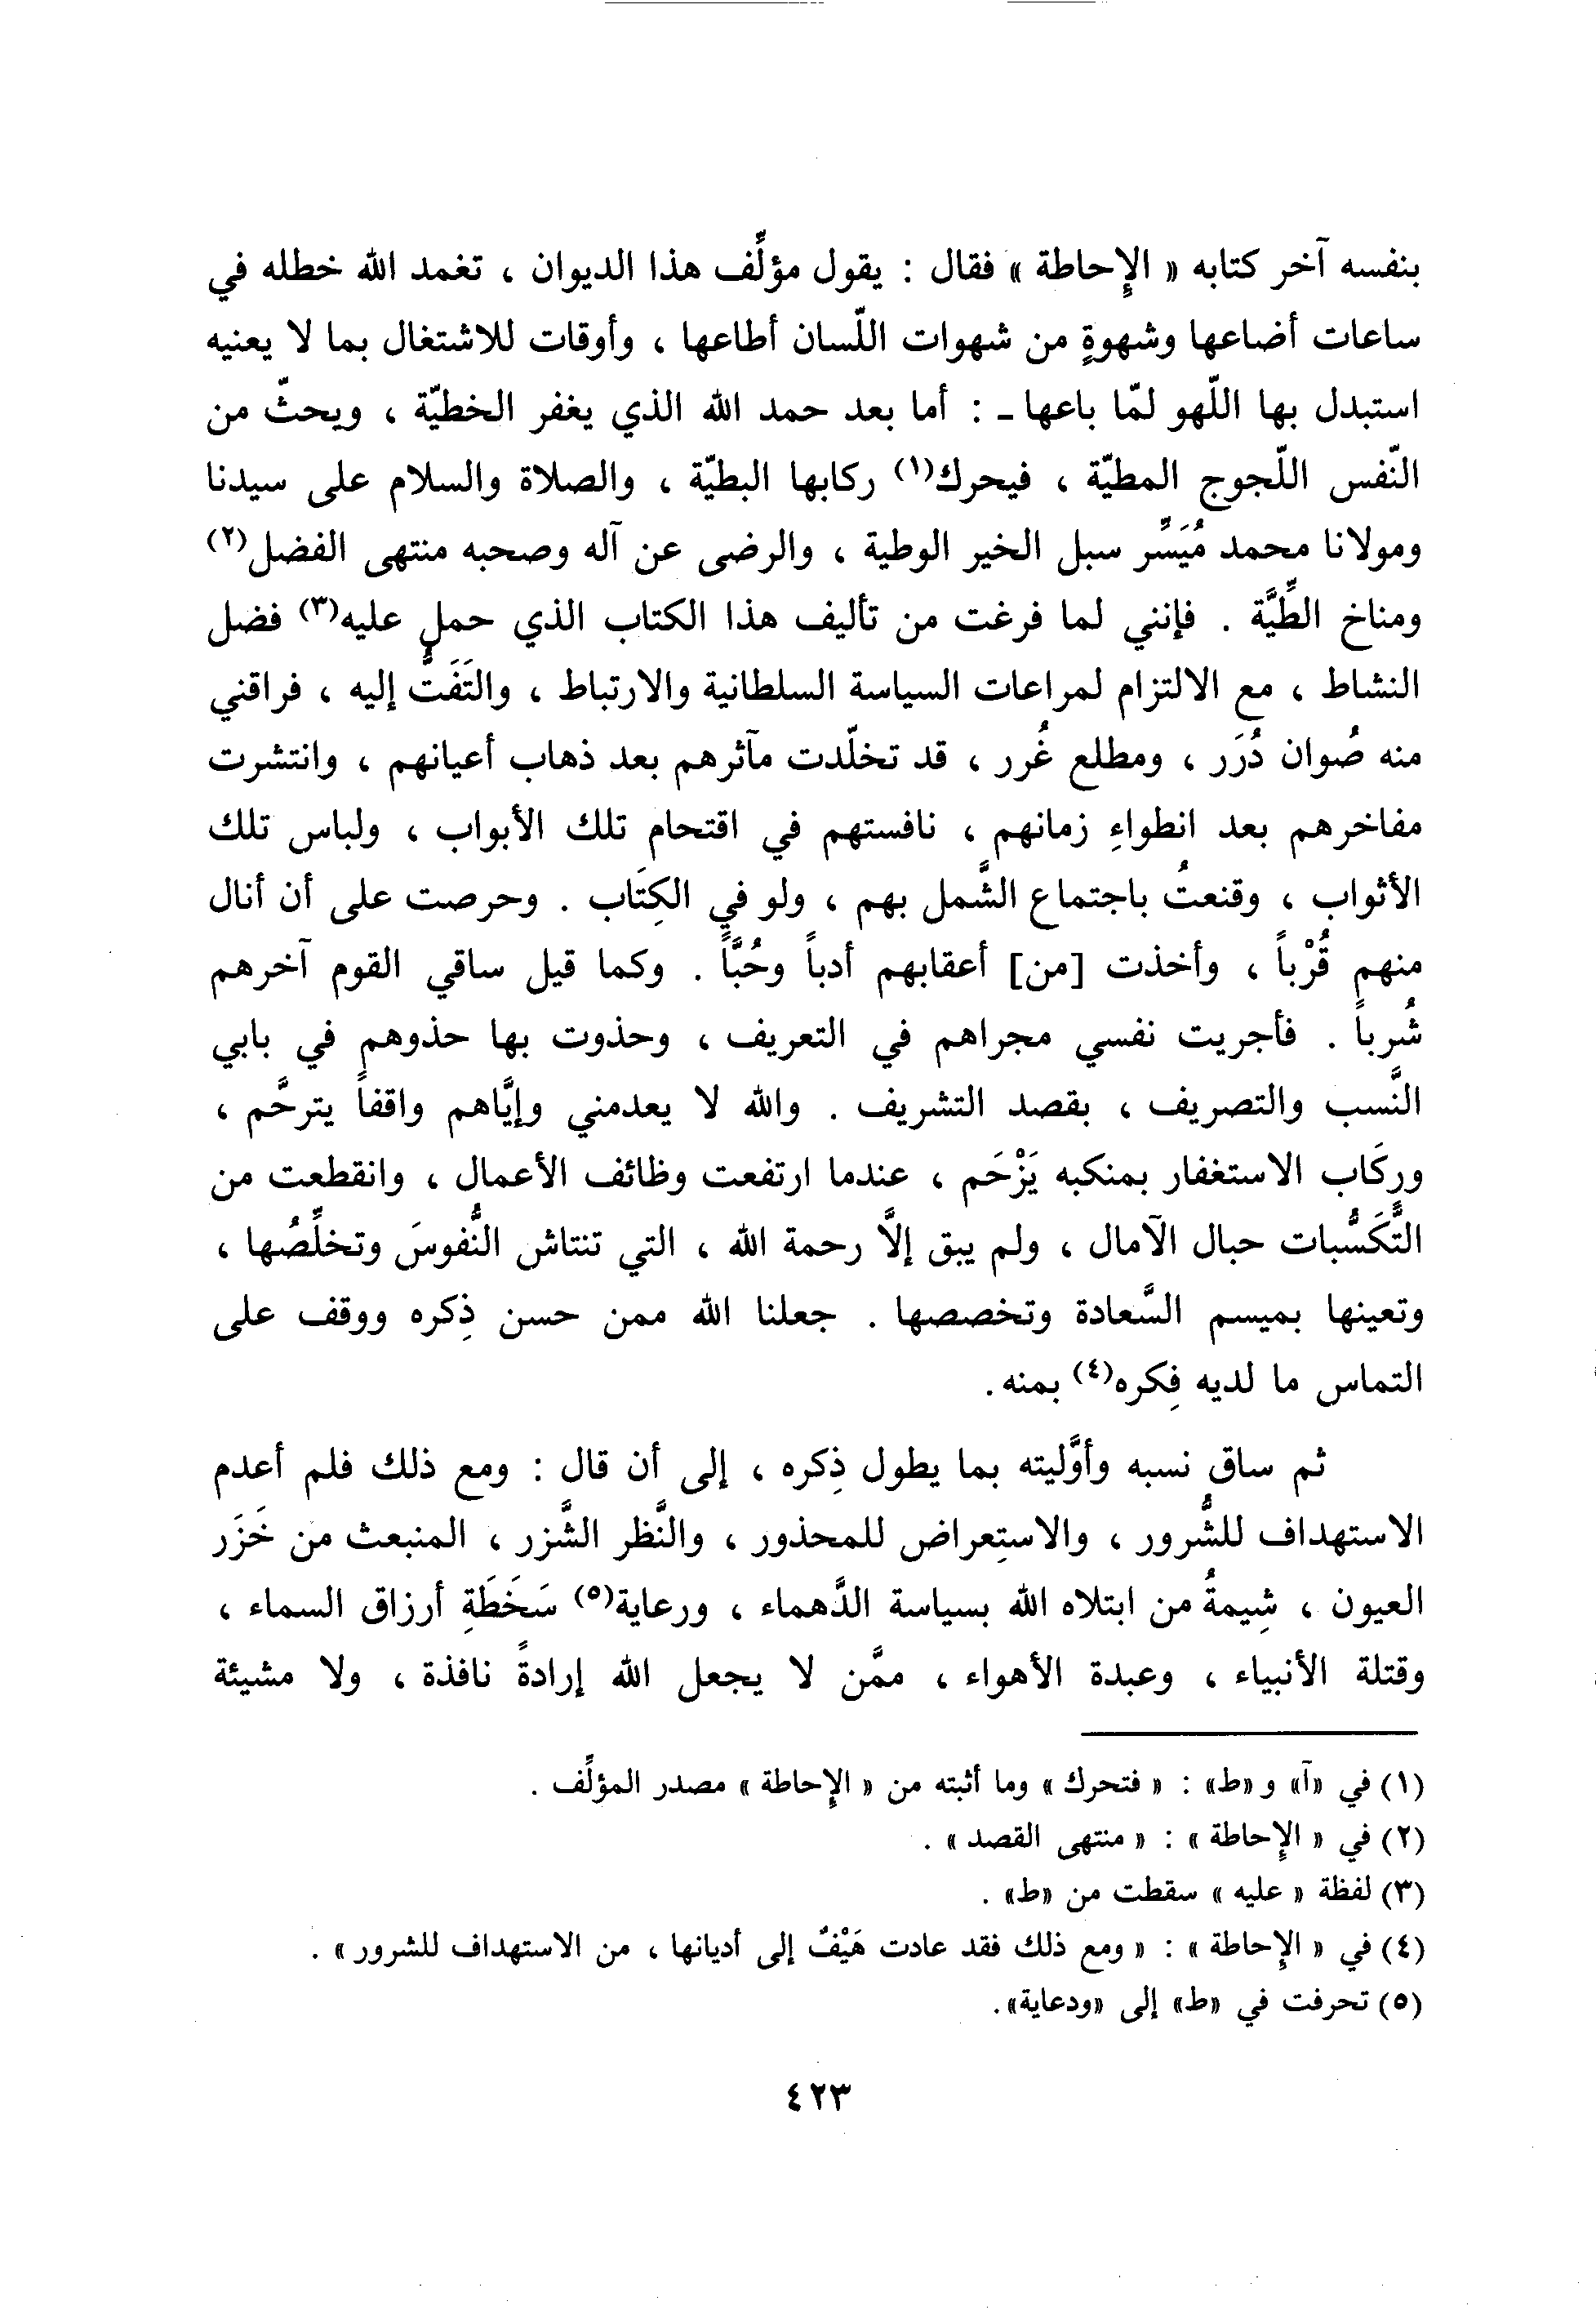 بنفسه آخر كتابه « الإِحاطة » فقال : يقول مؤلِّف هذا الديوان ، تغمد الله خطله في
ساعات أضاعها وشهوةٍ من شهوات اللّسان أطاعها ، وأوقات للاشتغال بما لا يعنيه
استبدل بها اللّهو لمّا باعها ـ : أما بعد حمد الله الذي يغفر الخطيّة ، ويحثّ من
النّفس اللّجوج المطيّة ، فيحرك(١) ركابها البطيّة ، والصلاة والسلام على سيدنا
ومولانا محمد مُيَسِّر سبل الخير الوطية ، والرضى عن آله وصحبه منتهى الفضل(٢)
ومناخ الطِّيَّة . فإنني لما فرغت من تأليف هذا الكتاب الذي حمل عليه(٣) فضل
النشاط ، مع الالتزام لمراعات السياسة السلطانية والارتباط ، والتَفَتُّ إليه ، فراقني
منه صُوان دُرَر ، ومطلع غُرر ، قد تخلّدت مآثرهم بعد ذهاب أعيانهم ، وانتشرت
مفاخرهم بعد انطواءِ زمانهم ، نافستهم في اقتحام تلك الأبواب ، ولباس تلك
الأثواب ، وقنعتُ باجتماع الشَّمل بهم ، ولو في الكِتَاب . وحرصت على أن أنال
منهم قُرْباً ، وأخذت [من] أعقابهم أدباً وحُبَّاً . وكما قيل ساقي القوم آخرهم
شُرباً . فأجريت نفسي مجراهم في التعريف ، وحذوت بها حذوهم في بابي
النَّسب والتصريف ، بقصد التشريف . والله لا يعدمني وإيَّاهم واقفاً يترحَّم ،
ورِكَاب الاستغفار بمنكبه يَزْحَم ، عندما ارتفعت وظائف الأعمال ، وانقطعت من
التَّكَسُّبات حبال الآمال ، ولم يبق إلاَّ رحمة الله ، التي تنتاش النُّفوسَ وتخلِّصُها ،
وتعينها بميسم السَّعادة وتخصصها . جعلنا الله ممن حسن ذِكره ووقف على
التماس ما لديه فِكره(٤) بمنه .
ثم ساق نسبه وأوَّليته بما يطول ذِكره ، إلى أن قال : ومع ذلك فلم أعدم
الاستهداف للشُّرور ، والاستِعراض للمحذور ، والنَّظر الشَّزر ، المنبعث من خَزَر
العيون ، شِيمةُ من ابتلاه الله بسياسة الدَّهماء ، ورعاية(٥) سَخَطَةِ أرزاق السماء ،
وقتلة الأنبياء ، وعبدة الأهواء ، ممَّن لا يجعل الله إرادةً نافذة ، ولا مشيئة
(١) في «آ» و «ط» : « فتحرك » وما أثبته من « الإِحاطة » مصدر المؤلِّف .
(٢) في « الإِحاطة » : « منتهى القصد » .
(٣) لفظة « عليه » سقطت من «ط» .
(٤) في « الإِحاطة » : « ومع ذلك فقد عادت هَيْفٌ إلى أديانها ، من الاستهداف للشرور » .
(٥) تحرفت في «ط» إلى «ودعاية» .
٤٢٣